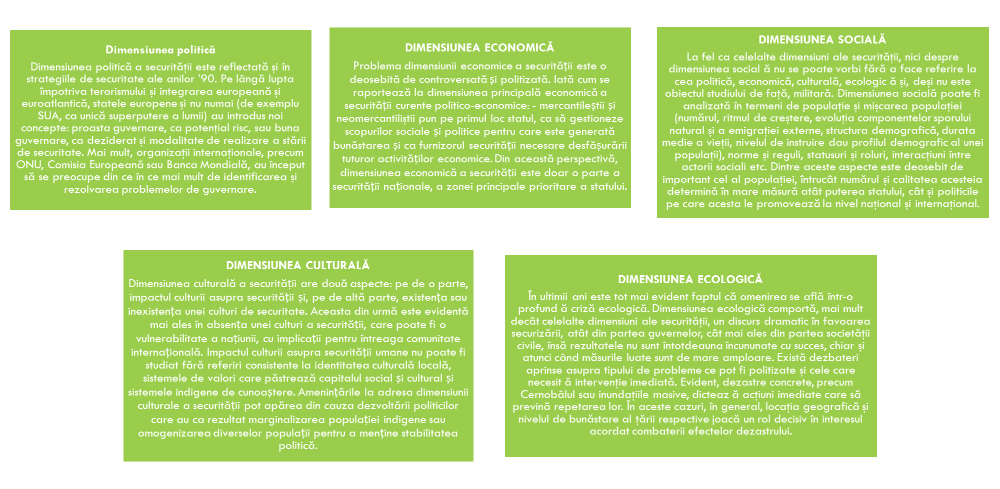 Dimensiunea politică
Dimensiunea politică a securității este reflectată și în
strategiile de securitate ale anilor ’90. Pe lângă lupta
împotriva terorismului și integrarea europeană și
euroatlantică, statele europene și nu numai (de exemplu
SUA, ca unică superputere a lumii) au introdus noi
concepte: proasta guvernare, ca potențial risc, sau buna
guvernare, ca deziderat și modalitate de realizare a stării
de securitate. Mai mult, organizații internaționale, precum
ONU, Comisia Europeană sau Banca Mondială, au început
să se preocupe din ce în ce mai mult de identificarea și
rezolvarea problemelor de guvernare.
DIMENSIUNEA ECONOMICĂ
Problema dimensiunii economice a securității este o
deosebită de controversată și politizată. Iată cum se
raportează la dimensiunea principală economică a
securității curente politico-economice: - mercantileștii și
neomercantiliștii pun pe primul loc statul, ca să gestioneze
scopurilor sociale și politice pentru care este generată
bunăstarea și ca furnizorul securității necesare desfășurării
tuturor activităților economice. Din această perspectivă,
dimensiunea economică a securității este doar o parte a
securității naționale, a zonei principale prioritare a statului.
DIMENSIUNEA SOCIALĂ
La fel ca celelalte dimensiuni ale securității, nici despre
dimensiunea social ă nu se poate vorbi fără a face referire la
cea politică, economică, culturală, ecologic ă și, deși nu este
obiectul studiului de față, militară. Dimensiunea socială poate fi
analizată în termeni de populație și mișcarea populației
(numărul, ritmul de creștere, evoluția componentelor sporului
natural și a emigrației externe, structura demografică, durata
medie a vieții, nivelul de instruire dau profilul demografic al unei
populații), norme și reguli, statusuri și roluri, interacțiuni între
actorii sociali etc. Dintre aceste aspecte este deosebit de
important cel al populației, întrucât numărul și calitatea acesteia
determină în mare măsură atât puterea statului, cât și politicile
pe care acesta le promovează la nivel național și internațional.
DIMENSIUNEA CULTURALĂ
Dimensiunea culturală a securității are două aspecte: pe de o parte,
impactul culturii asupra securității și, pe de altă parte, existența sau
inexistența unei culturi de securitate. Aceasta din urmă este evidentă
mai ales în absența unei culturi a securității, care poate fi o
vulnerabilitate a națiunii, cu implicații pentru întreaga comunitate
internațională. Impactul culturii asupra securității umane nu poate fi
studiat fără referiri consistente la identitatea culturală locală,
sistemele de valori care păstrează capitalul social și cultural și
sistemele indigene de cunoaștere. Amenințările la adresa dimensiunii
culturale a securității pot apărea din cauza dezvoltării politicilor
care au ca rezultat marginalizarea populației indigene sau
omogenizarea diverselor populații pentru a menține stabilitatea
politică.
DIMENSIUNEA ECOLOGICĂ
În ultimii ani este tot mai evident faptul că omenirea se află într-o
profund ă criză ecologică. Dimensiunea ecologică comportă, mai mult
decât celelalte dimensiuni ale securității, un discurs dramatic în favoarea
securizării, atât din partea guvernelor, cât mai ales din partea societății
civile, însă rezultatele nu sunt întotdeauna încununate cu succes, chiar și
atunci când măsurile luate sunt de mare amploare. Există dezbateri
aprinse asupra tipului de probleme ce pot fi politizate și cele care
necesit ă intervenție imediată. Evident, dezastre concrete, precum
Cernobâlul sau inundațiile masive, dicteaz ă acțiuni imediate care să
prevină repetarea lor. În aceste cazuri, în general, locația geografică și
nivelul de bunăstare al țării respective joacă un rol decisiv în interesul
acordat combaterii efectelor dezastrului.